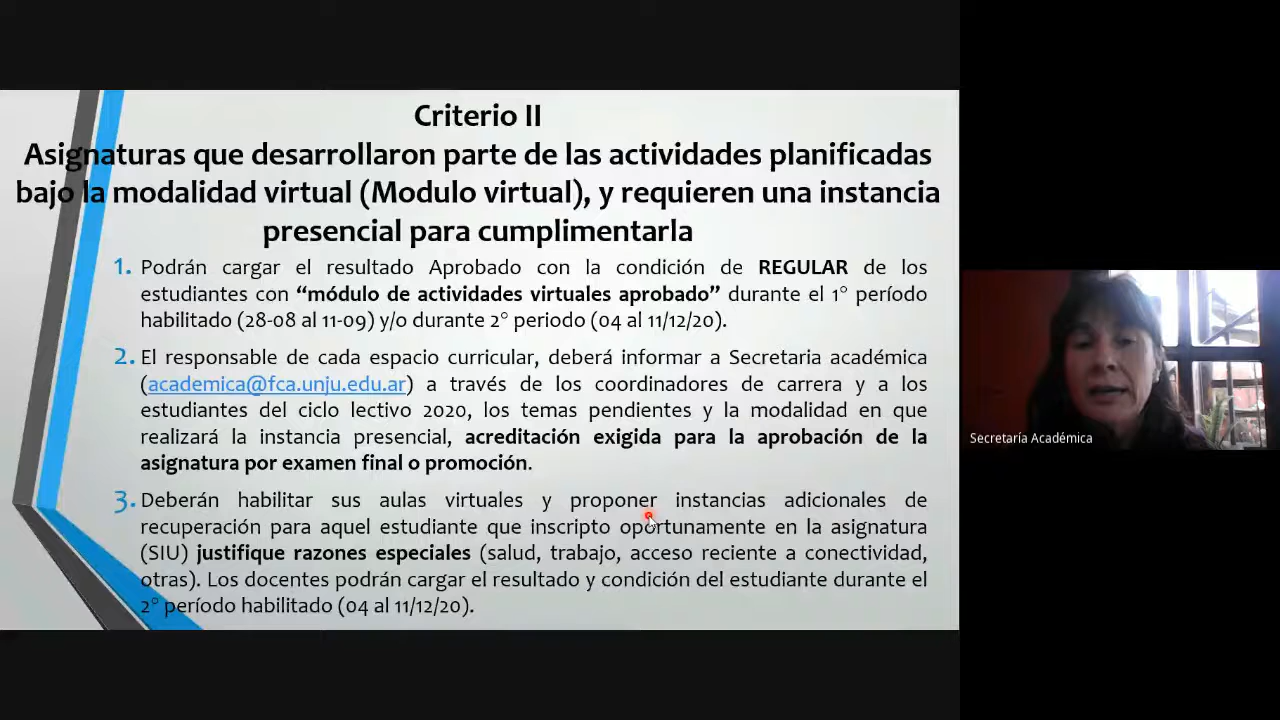 Criterio II
Asignaturas que desarrollaron parte de las actividades planificadas
bajo la modalidad virtual (Modulo virtual), y requieren una instancia
presencial para cumplimentarla
1. Podrán cargar el resultado Aprobado con la condición de REGULAR de los
estudiantes con “módulo de actividades virtuales aprobado” durante el 1° período
habilitado (28-08 al 11-09) y/o durante 2° periodo (04 al 11/12/20).
2. El responsable de cada espacio curricular, deberá informar a Secretaria académica
(academica@fca.unju.edu.ar) a través de los coordinadores de carrera y a los
estudiantes del ciclo lectivo 2020, los temas pendientes y la modalidad en que
realizará la instancia presencial, acreditación exigida para la aprobación de la
asignatura por examen final o promoción.
3. Deberán habilitar sus aulas virtuales y proponer instancias adicionales de
recuperación para aquel estudiante que inscripto oportunamente en la asignatura
(SIU) justifique razones especiales (salud, trabajo, acceso reciente a conectividad,
otras). Los docentes podrán cargar el resultado y condición del estudiante durante el
2° período habilitado (04 al 11/12/20).
Secretaría Académica